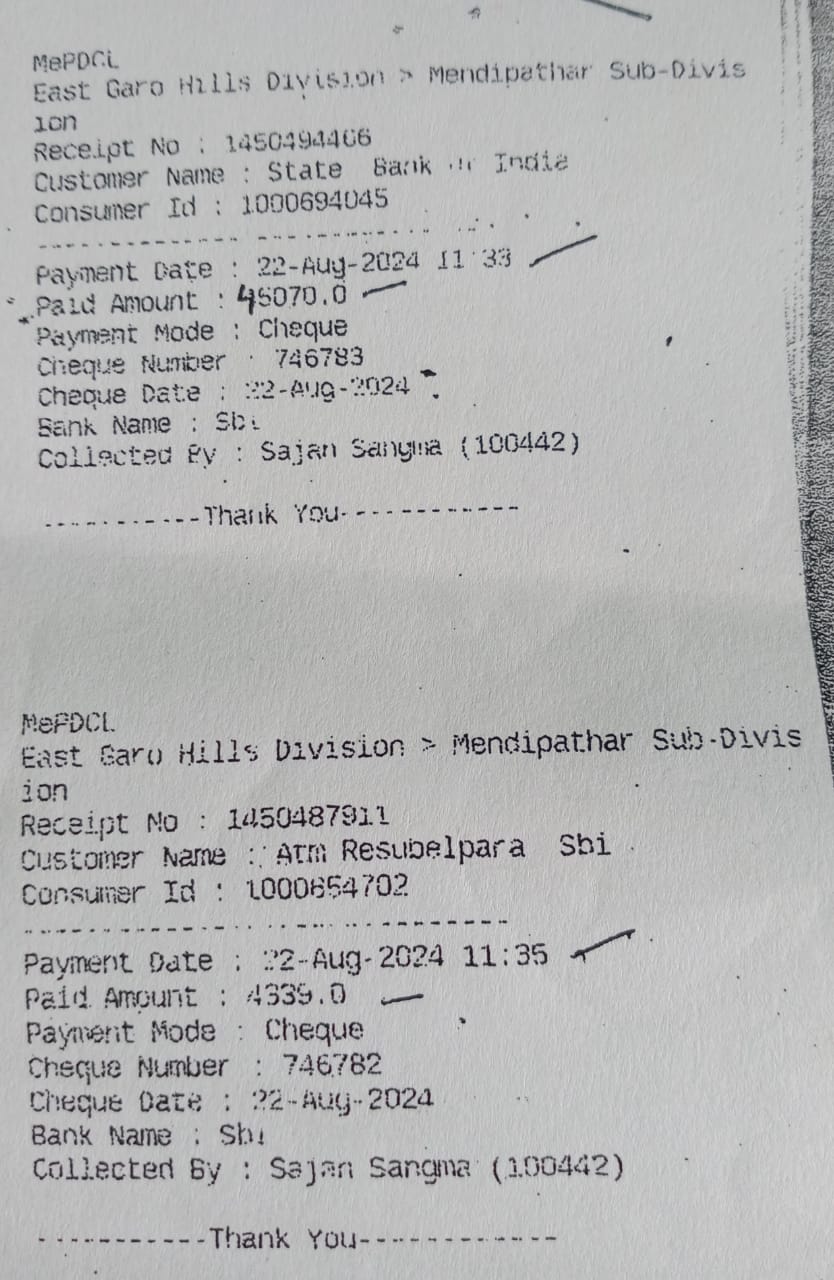 MePDCL
East Garo Hills Division > Mendipathar Sub-Divis
ion
Receipt No : 1450494466
Customer Name : State Bank of India
Consumer Id : 1000694045
Payment Date : 22-Aug-2024 11:33
Paid Amount : 45070.0
Payment Mode : Cheque
Cheque Number : 746783
Cheque Date : 22-Aug-2024
Bank Name : Sbi
Collected By : Sajan Sangma (100442)
-----------Thank You------------
MePDCL
East Garo Hills Division > Mendipathar Sub-Divis
ion
Receipt No : 1450487911
Customer Name : Atm Resubelpara Sbi
Consumer Id : 1000654702
Payment Date : 22-Aug-2024 11:35
Paid Amount : 4339.0
Payment Mode : Cheque
Cheque Number : 746782
Cheque Date : 22-Aug-2024
Bank Name : Sbi
Collected By : Sajan Sangma (100442)
-----------Thank You-------------